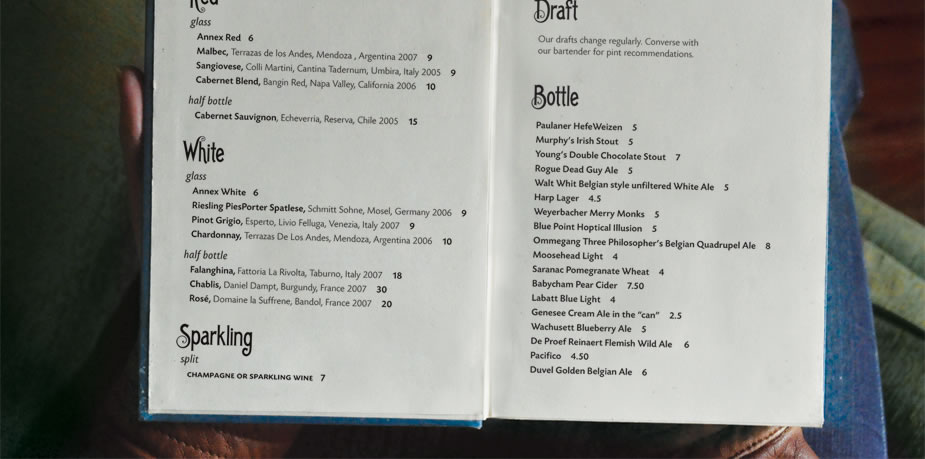 Red
glass
Annex Red 6
Malbec, Terrazas de los Andes, Mendoza , Argentina 2007 9
Sangiovese, Colli Martini, Cantina Tadernum, Umbira, Italy 2005 9
Cabernet Blend, Bangin Red, Napa Valley, California 2006 10
half bottle
Cabernet Sauvignon, Echeverria, Reserva, Chile 2005 15
White
glass
Annex White 6
Riesling PiesPorter Spatlese, Schmitt Sohne, Mosel, Germany 2006 9
Pinot Grigio, Esperto, Livio Felluga, Venezia, Italy 2007 9
Chardonnay, Terrazas De Los Andes, Mendoza, Argentina 2006 10
half bottle
Falanghina, Fattoria La Rivolta, Taburno, Italy 2007 18
Chablis, Daniel Dampt, Burgundy, France 2007 30
Rosé, Domaine la Suffrene, Bandol, France 2007 20
Sparkling
split
CHAMPAGNE OR SPARKLING WINE 7
Draft
Our drafts change regularly. Converse with
our bartender for pint recommendations.
Bottle
Paulaner HefeWeizen 5
Murphy's Irish Stout 5
Young's Double Chocolate Stout 7
Rogue Dead Guy Ale 5
Walt Whit Belgian style unfiltered White Ale 5
Harp Lager 4.5
Weyerbacher Merry Monks 5
Blue Point Hoptical Illusion 5
Ommegang Three Philosopher's Belgian Quadrupel Ale 8
Moosehead Light 4
Saranac Pomegranate Wheat 4
Babycham Pear Cider 7.50
Labatt Blue Light 4
Genesee Cream Ale in the "can" 2.5
Wachusett Blueberry Ale 5
De Proef Reinaert Flemish Wild Ale 6
Pacifico 4.50
Duvel Golden Belgian Ale 6